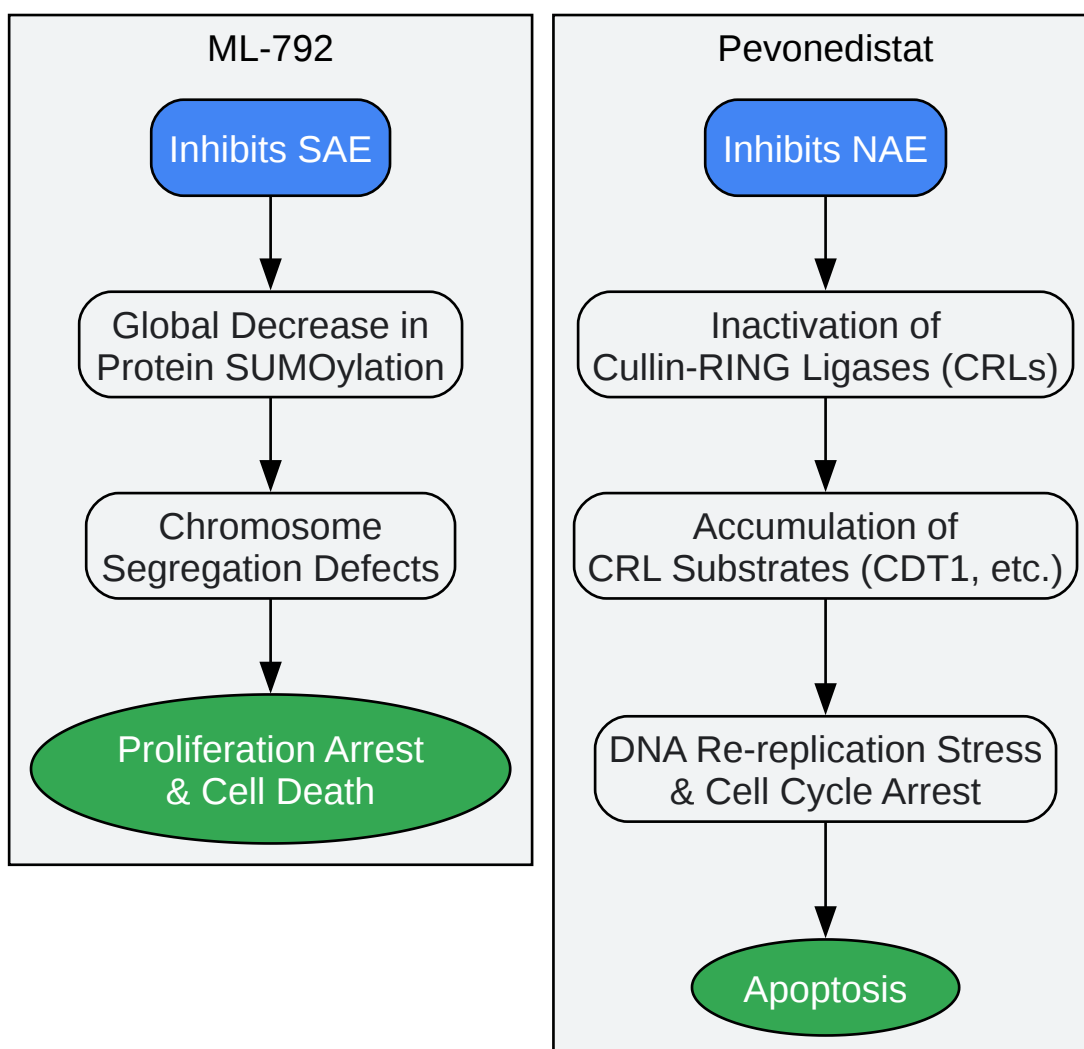 ML-792
Inhibits SAE
Global Decrease in
Protein SUMOylation
Chromosome
Segregation Defects
Proliferation Arrest
& Cell Death
Pevonedistat
Inhibits NAE
Inactivation of
Cullin-RING Ligases (CRLs)
Accumulation of
CRL Substrates (CDT1, etc.)
DNA Re-replication Stress
& Cell Cycle Arrest
Apoptosis